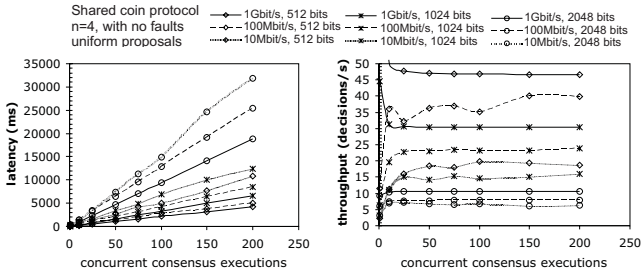 Shared coin protocol
n=4, with no faults
uniform proposals
1Gbit/s, 512 bits
1Gbit/s, 1024 bits
1Gbit/s, 2048 bits
100Mbit/s, 512 bits
100Mbit/s, 1024 bits
100Mbit/s, 2048 bits
10Mbit/s, 512 bits
10Mbit/s, 1024 bits
10Mbit/s, 2048 bits
latency (ms)
35000
30000
25000
20000
15000
10000
5000
0
0 50 100 150 200 250
concurrent consensus executions
throughput (decisions/s)
50
45
40
35
30
25
20
15
10
5
0
0 50 100 150 200 250
concurrent consensus executions